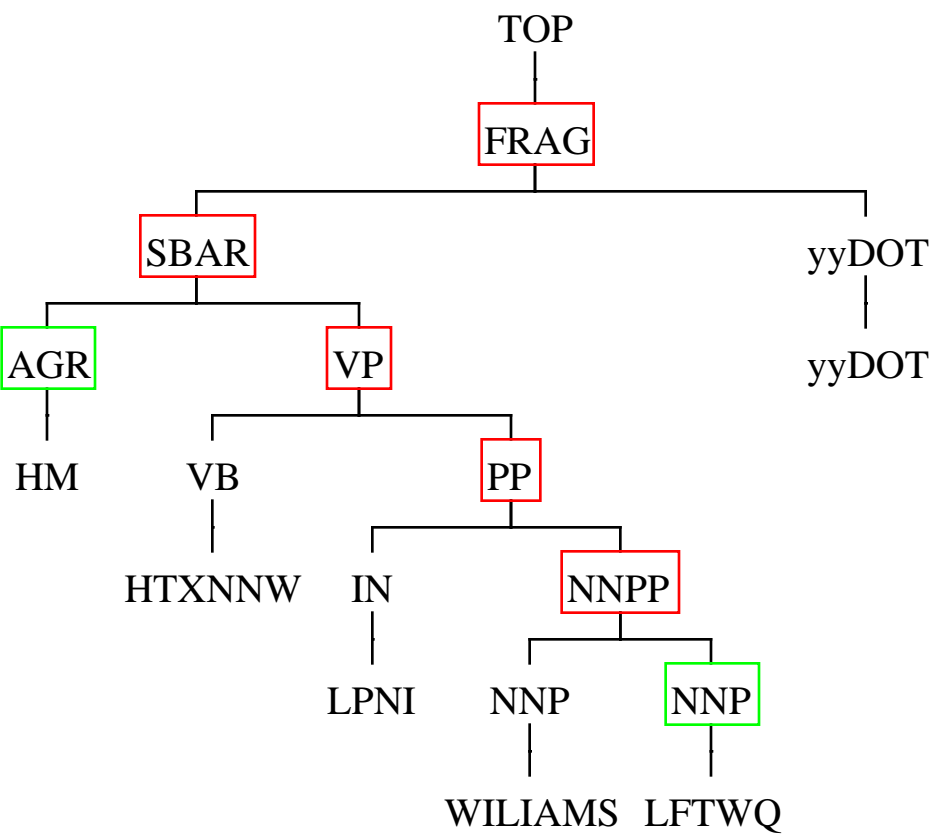 TOP
FRAG
SBAR yyDOT
AGR VP yyDOT
HM VB PP
HTXNNW IN NNPP
LPNI NNP NNP
WILIAMS LFTWQ